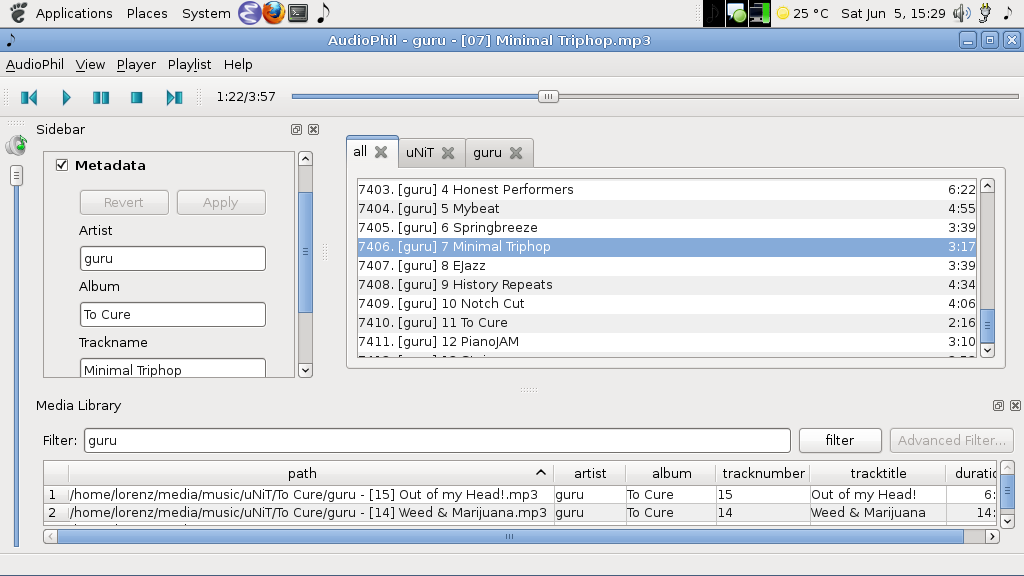 Applications Places System 25 °C Sat Jun 5, 15:29
AudioPhil - guru - [07] Minimal Triphop.mp3
AudioPhil View Player Playlist Help
1:22/3:57
Sidebar
Metadata
Revert Apply
Artist
guru
Album
To Cure
Trackname
Minimal Triphop
all uNiT guru
7403. [guru] 4 Honest Performers 6:22
7404. [guru] 5 Mybeat 4:55
7405. [guru] 6 Springbreeze 3:39
7406. [guru] 7 Minimal Triphop 3:17
7407. [guru] 8 EJazz 3:39
7408. [guru] 9 History Repeats 4:34
7409. [guru] 10 Notch Cut 4:06
7410. [guru] 11 To Cure 2:16
7411. [guru] 12 PianoJAM 3:10
Media Library
Filter: guru filter Advanced Filter...
path artist album tracknumber tracktitle duratio
1 /home/lorenz/media/music/uNiT/To Cure/guru - [15] Out of my Head!.mp3 guru To Cure 15 Out of my Head! 6:
2 /home/lorenz/media/music/uNiT/To Cure/guru - [14] Weed & Marijuana.mp3 guru To Cure 14 Weed & Marijuana 14: